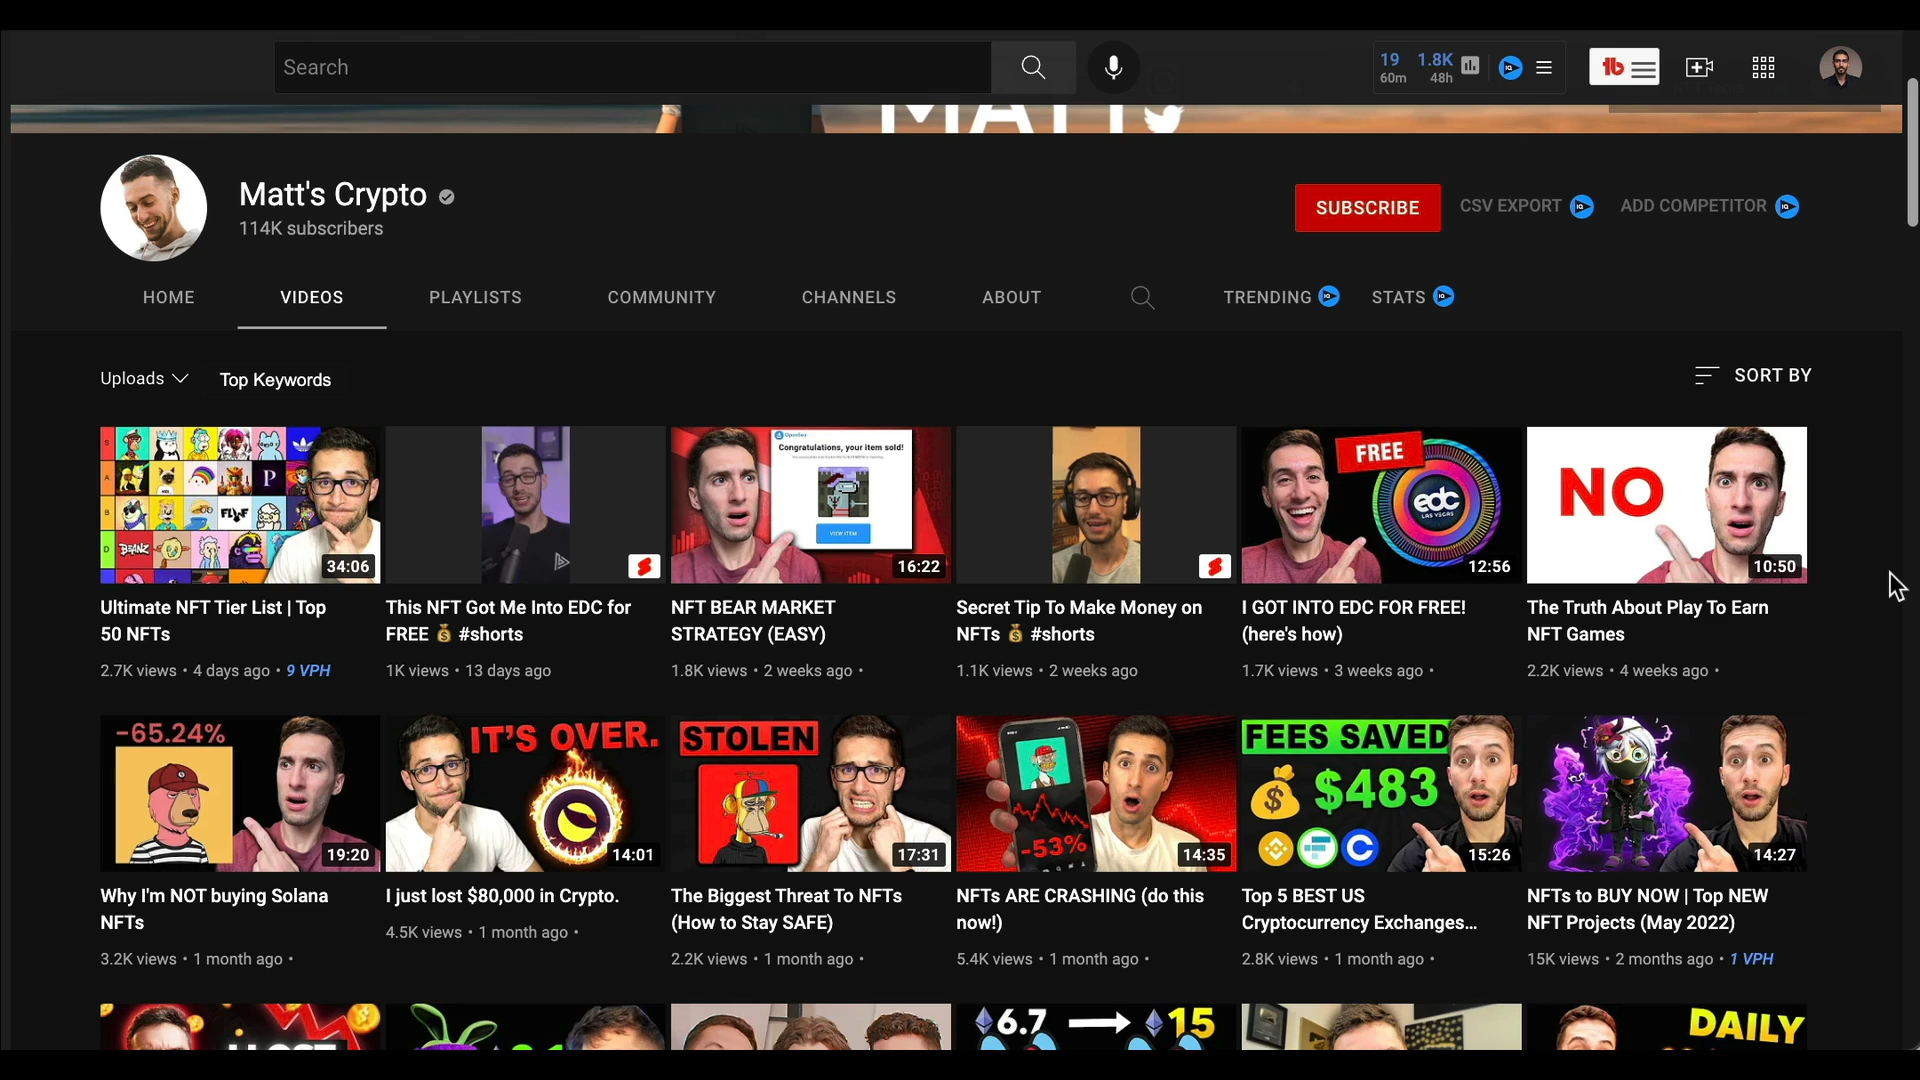 Search
19 1.8K
60m 48h
MATT
Matt's Crypto
114K subscribers
SUBSCRIBE
CSV EXPORT
ADD COMPETITOR
HOME
VIDEOS
PLAYLISTS
COMMUNITY
CHANNELS
ABOUT
TRENDING
STATS
Uploads
Top Keywords
SORT BY
S
A
P
B
FLUF
D
BEANZ
34:06
OpenSea
Congratulations, your item sold!
VIEW ITEM
16:22
FREE
edc
LAS VEGAS
12:56
NO
10:50
Ultimate NFT Tier List | Top
50 NFTs
2.7K views • 4 days ago • 9 VPH
This NFT Got Me Into EDC for
FREE 💰 #shorts
1K views • 13 days ago
NFT BEAR MARKET
STRATEGY (EASY)
1.8K views • 2 weeks ago •
Secret Tip To Make Money on
NFTs 💰 #shorts
1.1K views • 2 weeks ago
I GOT INTO EDC FOR FREE!
(here's how)
1.7K views • 3 weeks ago •
The Truth About Play To Earn
NFT Games
2.2K views • 4 weeks ago •
-65.24%
19:20
IT'S OVER.
14:01
STOLEN
17:31
-53%
14:35
FEES SAVED
$483
15:26
14:27
Why I'm NOT buying Solana
NFTs
3.2K views • 1 month ago •
I just lost $80,000 in Crypto.
4.5K views • 1 month ago •
The Biggest Threat To NFTs
(How to Stay SAFE)
2.2K views • 1 month ago •
NFTs ARE CRASHING (do this
now!)
5.4K views • 1 month ago •
Top 5 BEST US
Cryptocurrency Exchanges...
2.8K views • 1 month ago •
NFTs to BUY NOW | Top NEW
NFT Projects (May 2022)
15K views • 2 months ago • 1 VPH
I LOST
6.7
15
DAILY